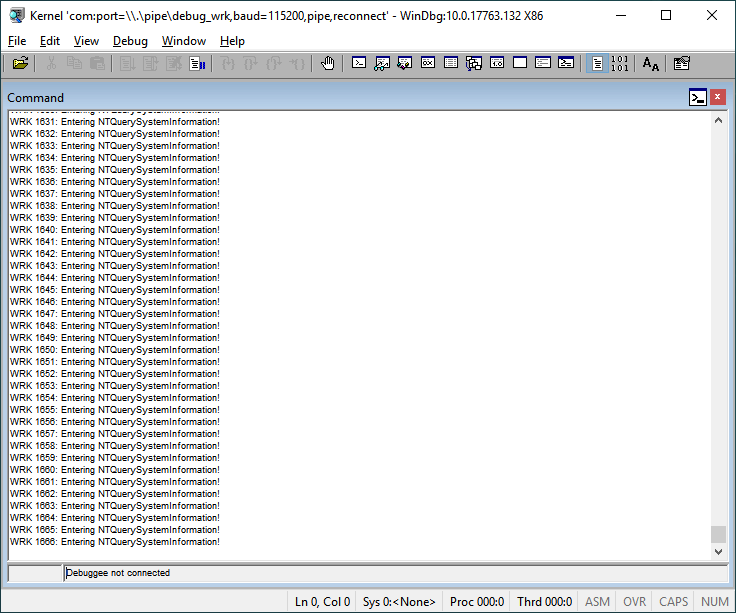 Kernel 'com:port=\\.\pipe\debug_wrk,baud=115200,pipe,reconnect' - WinDbg:10.0.17763.132 X86
File Edit View Debug Window Help
Command
WRK 1631: Entering NTQuerySystemInformation!
WRK 1632: Entering NTQuerySystemInformation!
WRK 1633: Entering NTQuerySystemInformation!
WRK 1634: Entering NTQuerySystemInformation!
WRK 1635: Entering NTQuerySystemInformation!
WRK 1636: Entering NTQuerySystemInformation!
WRK 1637: Entering NTQuerySystemInformation!
WRK 1638: Entering NTQuerySystemInformation!
WRK 1639: Entering NTQuerySystemInformation!
WRK 1640: Entering NTQuerySystemInformation!
WRK 1641: Entering NTQuerySystemInformation!
WRK 1642: Entering NTQuerySystemInformation!
WRK 1643: Entering NTQuerySystemInformation!
WRK 1644: Entering NTQuerySystemInformation!
WRK 1645: Entering NTQuerySystemInformation!
WRK 1646: Entering NTQuerySystemInformation!
WRK 1647: Entering NTQuerySystemInformation!
WRK 1648: Entering NTQuerySystemInformation!
WRK 1649: Entering NTQuerySystemInformation!
WRK 1650: Entering NTQuerySystemInformation!
WRK 1651: Entering NTQuerySystemInformation!
WRK 1652: Entering NTQuerySystemInformation!
WRK 1653: Entering NTQuerySystemInformation!
WRK 1654: Entering NTQuerySystemInformation!
WRK 1655: Entering NTQuerySystemInformation!
WRK 1656: Entering NTQuerySystemInformation!
WRK 1657: Entering NTQuerySystemInformation!
WRK 1658: Entering NTQuerySystemInformation!
WRK 1659: Entering NTQuerySystemInformation!
WRK 1660: Entering NTQuerySystemInformation!
WRK 1661: Entering NTQuerySystemInformation!
WRK 1662: Entering NTQuerySystemInformation!
WRK 1663: Entering NTQuerySystemInformation!
WRK 1664: Entering NTQuerySystemInformation!
WRK 1665: Entering NTQuerySystemInformation!
WRK 1666: Entering NTQuerySystemInformation!
Debuggee not connected
Ln 0, Col 0 Sys 0:<None> Proc 000:0 Thrd 000:0 ASM OVR CAPS NUM